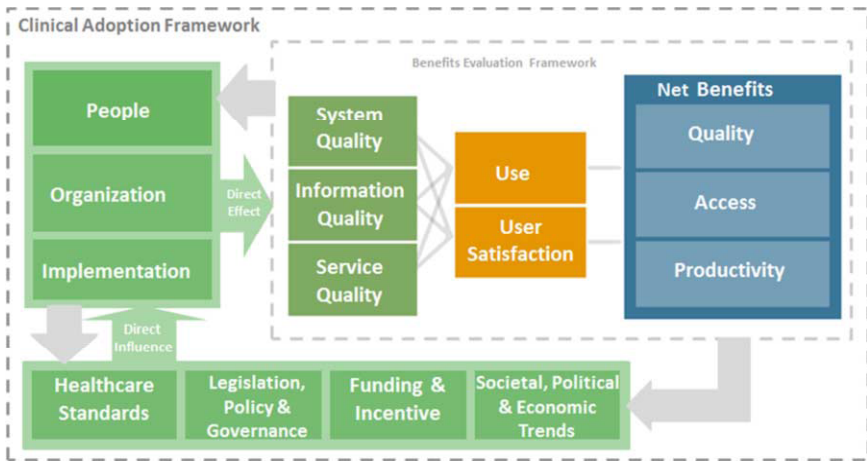 Clinical Adoption Framework
Benefits Evaluation Framework
People
Organization
Implementation
Direct
Effect
System
Quality
Information
Quality
Service
Quality
Use
User
Satisfaction
Net Benefits
Quality
Access
Productivity
Direct
Influence
Healthcare
Standards
Legislation,
Policy &
Governance
Funding &
Incentive
Societal, Political
& Economic
Trends